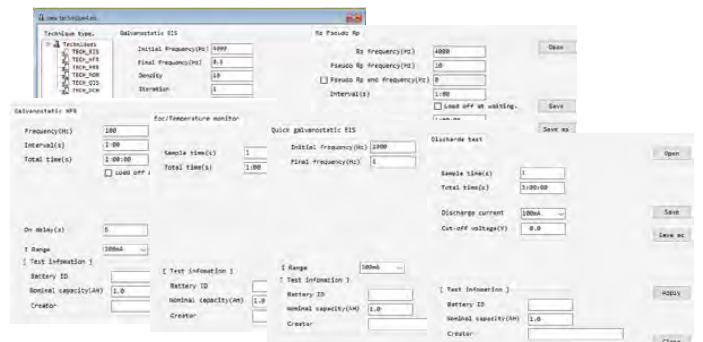 new technique4.eis
Technique type.
Techniques
TECH_EIS
TECH_HFR
TECH_PRR
TECH_MON
TECH_QIS
TECH_DCH
Galvanostatic EIS
Initial Frequency(Hz) 4000
Final Frequency(Hz) 0.5
Density 10
Iteration 1
Rs Pseudo Rp
Rs frequency(Hz) 4000
Pseudo Rp frequency(Hz) 10
Pseudo Rp end frequency(Hz) 0
Interval(s) 1:00
Load off at waiting.
Open
Save
Save as
Galvanostatic HFR
Frequency(Hz) 100
Interval(s) 1:00
Total time(s) 1:00:00
Load off
On delay(s) 5
I Range 100mA
[ Test infomation ]
Battery ID
Nominal capacity(AH) 1.0
Creator
Eoc/Temperature monitor
Sample time(s) 1
Total time(s) 1:00
[ Test infomation ]
Battery ID
Nominal capacity(AH) 1.0
Creator
Quick galvanostatic EIS
Initial frequency(Hz) 1000
Final frequency(Hz) 1
I Range 100mA
[ Test infomation ]
Battery ID
Nominal capacity(AH) 1.0
Creator
Discharge test
Sample time(s) 1
Total time(s) 3:00:00
Discharge current 100mA
Cut-off voltage(V) 0.0
[ Test infomation ]
Battery ID
Nominal capacity(AH) 1.0
Creator
Open
Save
Save as
Apply